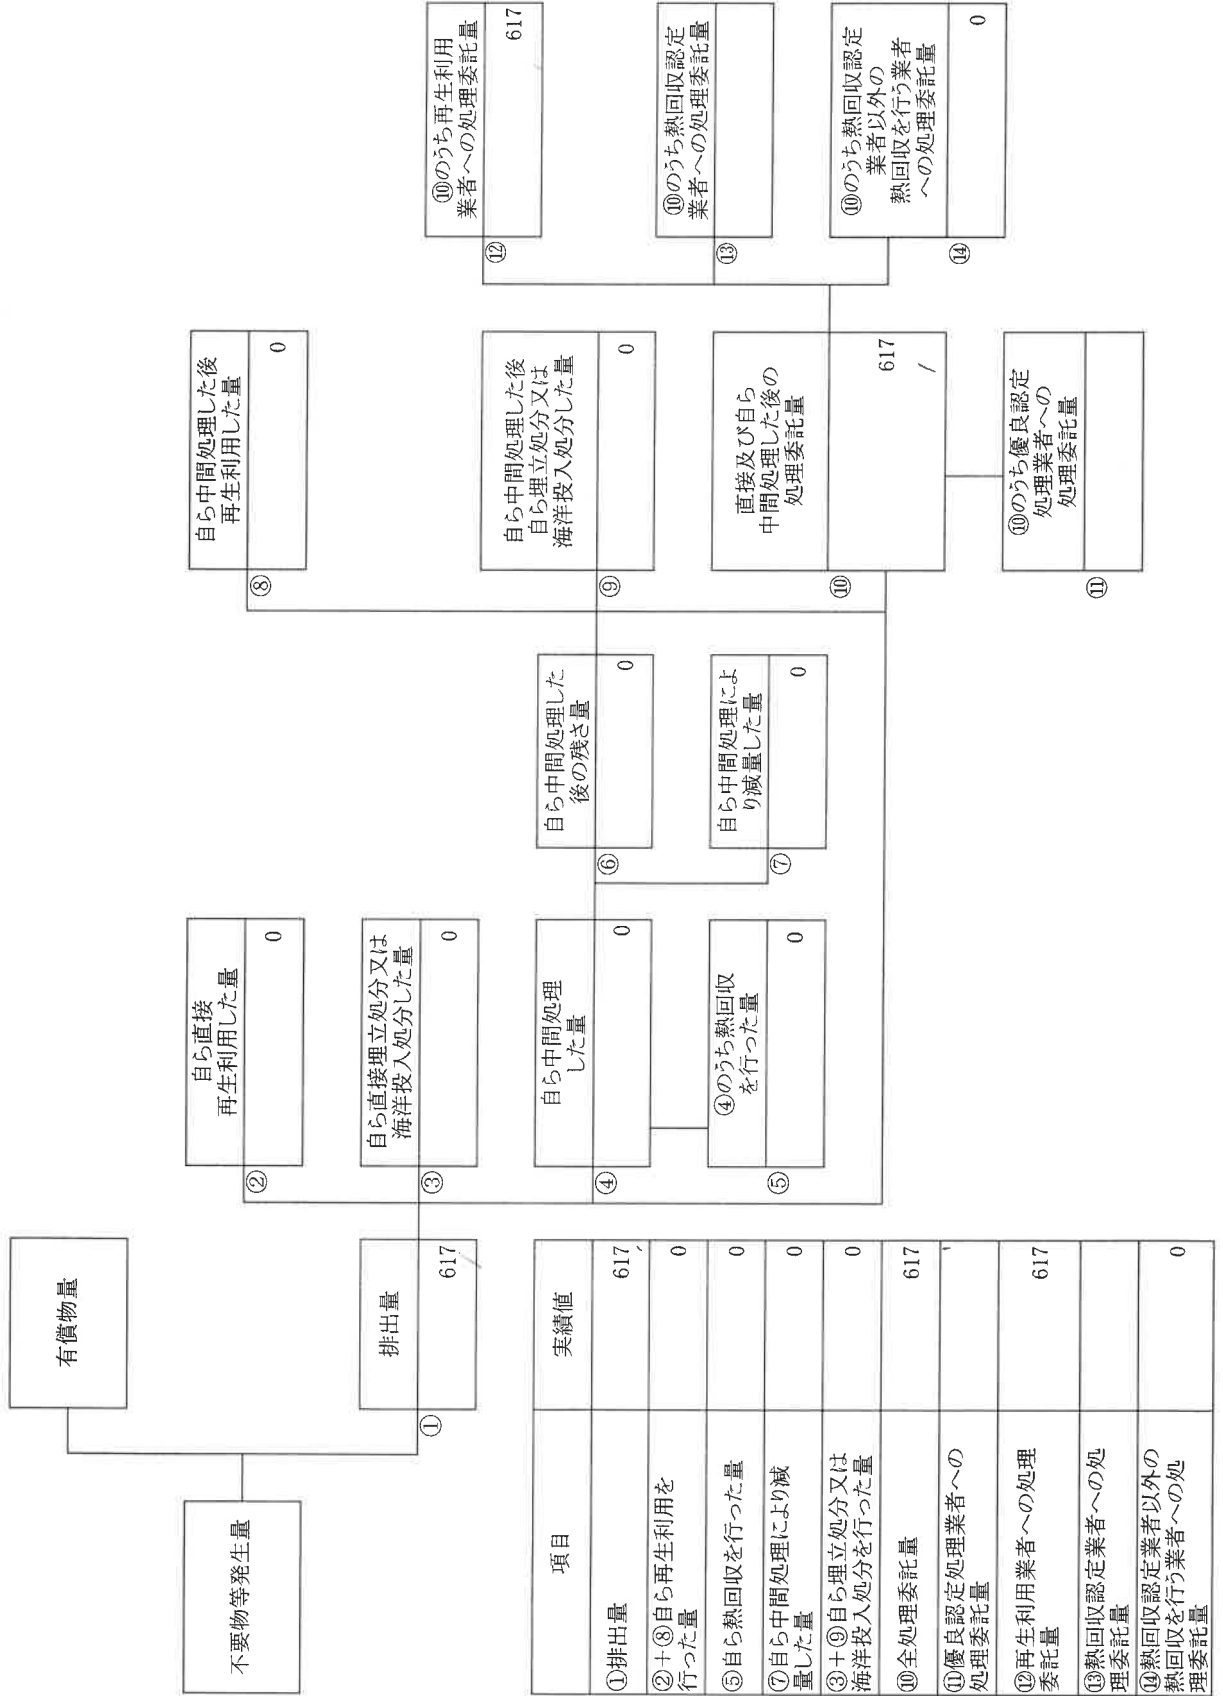 不要物等発生量
有償物量
排出量
①
617
自ら直接
再生利用した量
②
0
自ら直接埋立処分又は
海洋投入処分した量
③
0
自ら中間処理
した量
④
0
④のうち熱回収
を行った量
⑤
0
自ら中間処理した
後の残さ量
⑥
0
自ら中間処理によ
り減量した量
⑦
0
自ら中間処理した後
再生利用した量
⑧
0
自ら中間処理した後
自ら埋立処分又は
海洋投入処分した量
⑨
0
直接及び自ら
中間処理した後の
処理委託量
⑩
617
⑩のうち優良認定
処理業者への
処理委託量
⑪
⑩のうち再生利用
業者への処理委託量
⑫
617
⑩のうち熱回収認定
業者への処理委託量
⑬
⑩のうち熱回収認定
業者以外の
熱回収を行う業者
への処理委託量
⑭
0
項目 実績値
①排出量 617
②+⑧自ら再生利用を
行った量 0
⑤自ら熱回収を行った量 0
⑦自ら中間処理により減
量した量 0
③+⑨自ら埋立処分又は
海洋投入処分を行った量 0
⑩全処理委託量 617
⑪優良認定処理業者への
処理委託量
⑫再生利用業者への処理
委託量 617
⑬熱回収認定業者への処
理委託量
⑭熱回収認定業者以外の
熱回収を行う業者への処
理委託量 0